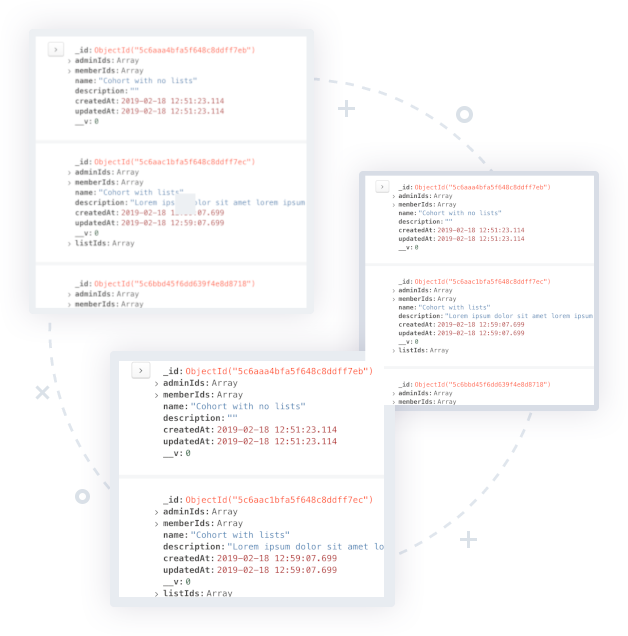 _id: ObjectId("5c6aaa4bfa5f648c8ddff7eb")
> adminIds: Array
> memberIds: Array
name: "Cohort with no lists"
description: ""
createdAt: 2019-02-18 12:51:23.114
updatedAt: 2019-02-18 12:51:23.114
__v: 0
_id: ObjectId("5c6aac1bfa5f648c8ddff7ec")
> adminIds: Array
> memberIds: Array
name: "Cohort with lists"
description: "Lorem ipsum dolor sit amet lorem ipsum
createdAt: 2019-02-18 12:59:07.699
updatedAt: 2019-02-18 12:59:07.699
__v: 0
> listIds: Array
_id: ObjectId("5c6bbd45f6dd639f4e8d8718")
> adminIds: Array
> memberIds: Array
_id: ObjectId("5c6aaa4bfa5f648c8ddff7eb")
> adminIds: Array
> memberIds: Array
name: "Cohort with no lists"
description: ""
createdAt: 2019-02-18 12:51:23.114
updatedAt: 2019-02-18 12:51:23.114
__v: 0
_id: ObjectId("5c6aac1bfa5f648c8ddff7ec")
> adminIds: Array
> memberIds: Array
name: "Cohort with lists"
description: "Lorem ipsum dolor sit amet lorem ipsum
createdAt: 2019-02-18 12:59:07.699
updatedAt: 2019-02-18 12:59:07.699
__v: 0
> listIds: Array
_id: ObjectId("5c6bbd45f6dd639f4e8d8718")
> adminIds: Array
> memberIds: Array
_id: ObjectId("5c6aaa4bfa5f648c8ddff7eb")
> adminIds: Array
> memberIds: Array
name: "Cohort with no lists"
description: ""
createdAt: 2019-02-18 12:51:23.114
updatedAt: 2019-02-18 12:51:23.114
__v: 0
_id: ObjectId("5c6aac1bfa5f648c8ddff7ec")
> adminIds: Array
> memberIds: Array
name: "Cohort with lists"
description: "Lorem ipsum dolor sit amet lo
createdAt: 2019-02-18 12:59:07.699
updatedAt: 2019-02-18 12:59:07.699
__v: 0
> listIds: Array